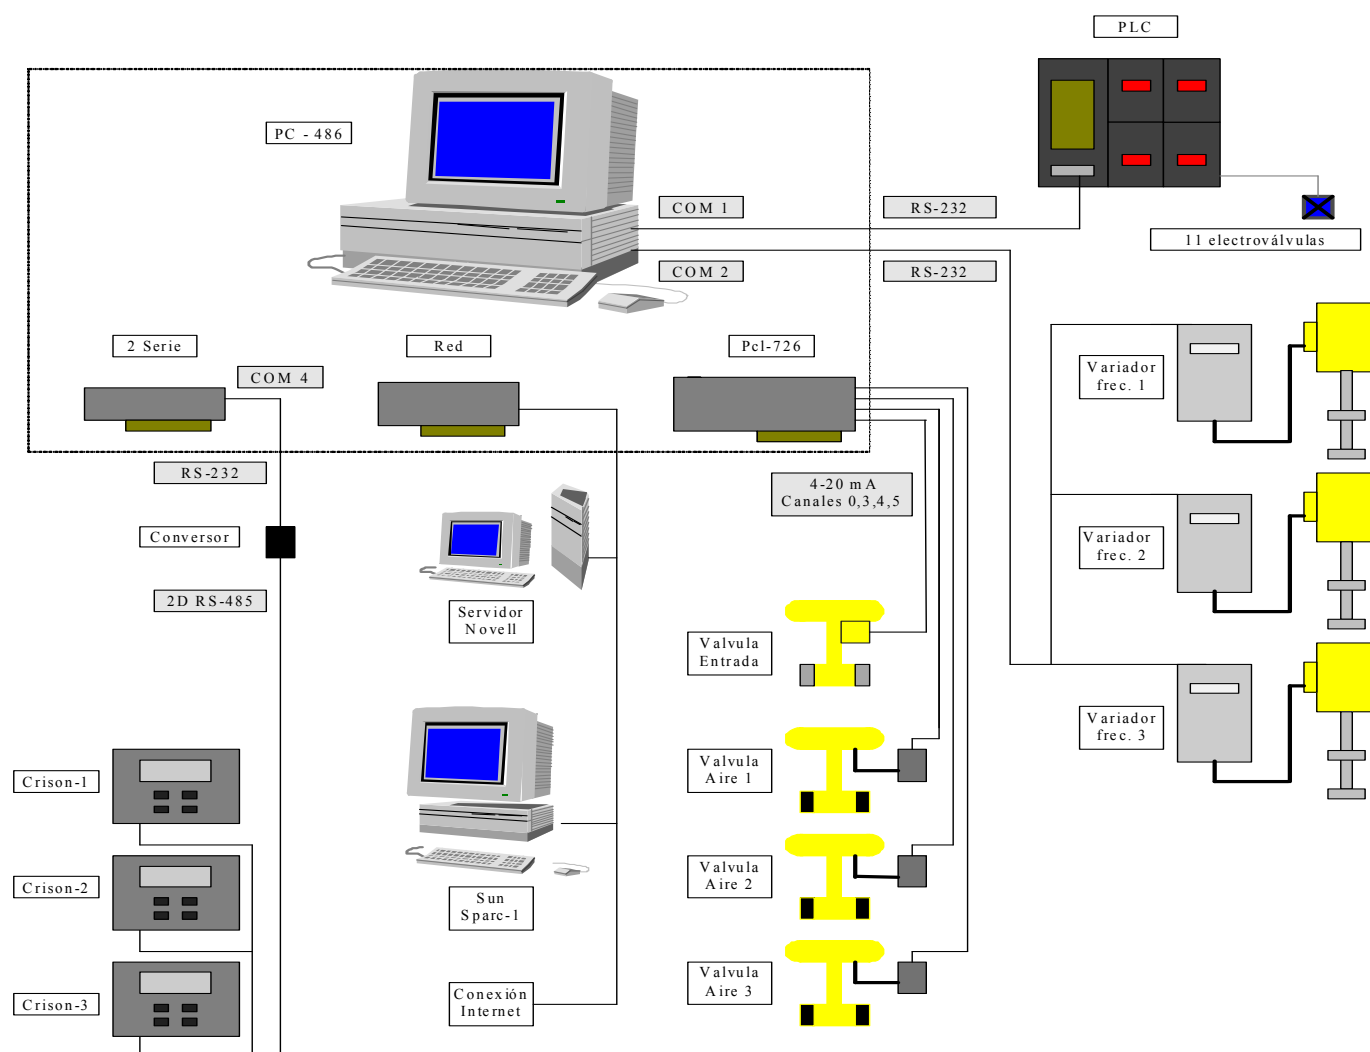 PLC
PC - 486
COM 1
RS-232
11 electroválvulas
COM 2
RS-232
2 Serie
Red
Pcl-726
COM 4
Variador
frec. 1
RS-232
4-20 mA
Canales 0,3,4,5
Conversor
Variador
frec. 2
2D RS-485
Servidor
Novell
Valvula
Entrada
Variador
frec. 3
Crison-1
Valvula
Aire 1
Crison-2
Sun
Sparc-1
Valvula
Aire 2
Crison-3
Conexión
Internet
Valvula
Aire 3